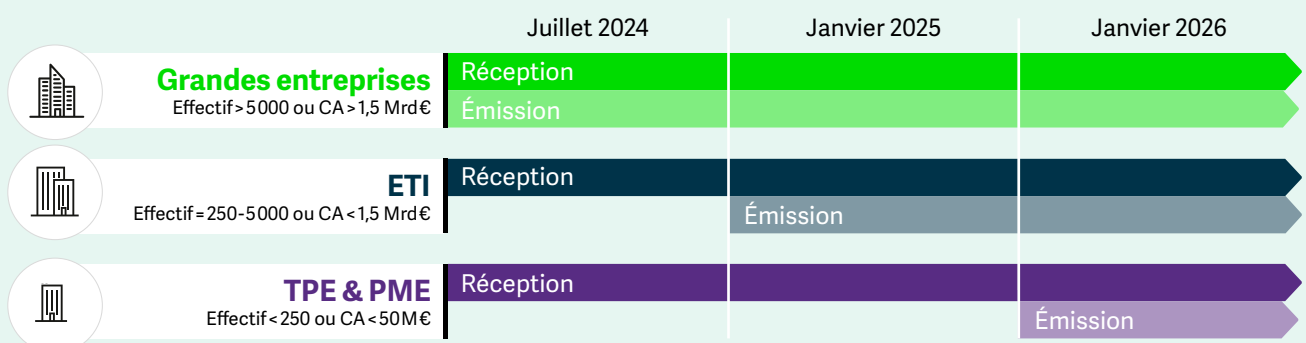 Juillet 2024 Janvier 2025 Janvier 2026
Grandes entreprises
Effectif > 5000 ou CA > 1,5 Mrd €
Réception
Émission
ETI
Effectif = 250-5000 ou CA < 1,5 Mrd €
Réception
Émission
TPE & PME
Effectif < 250 ou CA < 50 M €
Réception
Émission